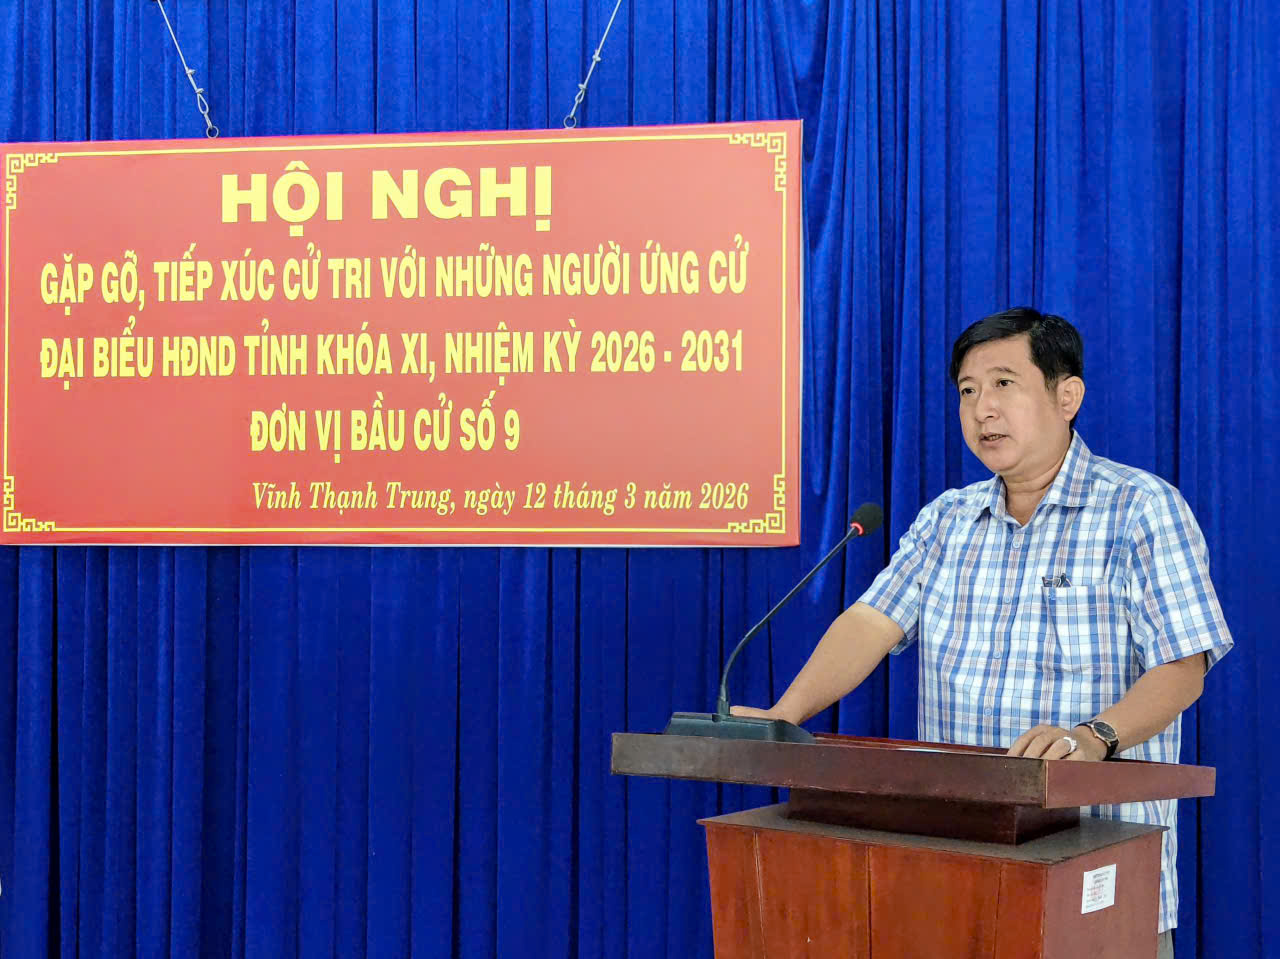 HỘI NGHỊ
GẶP GỠ, TIẾP XÚC CỬ TRI VỚI NHỮNG NGƯỜI ỨNG CỬ
ĐẠI BIỂU HĐND TỈNH KHÓA XI, NHIỆM KỲ 2026 - 2031
ĐƠN VỊ BẦU CỬ SỐ 9
Vĩnh Thạnh Trung, ngày 12 tháng 3 năm 2026